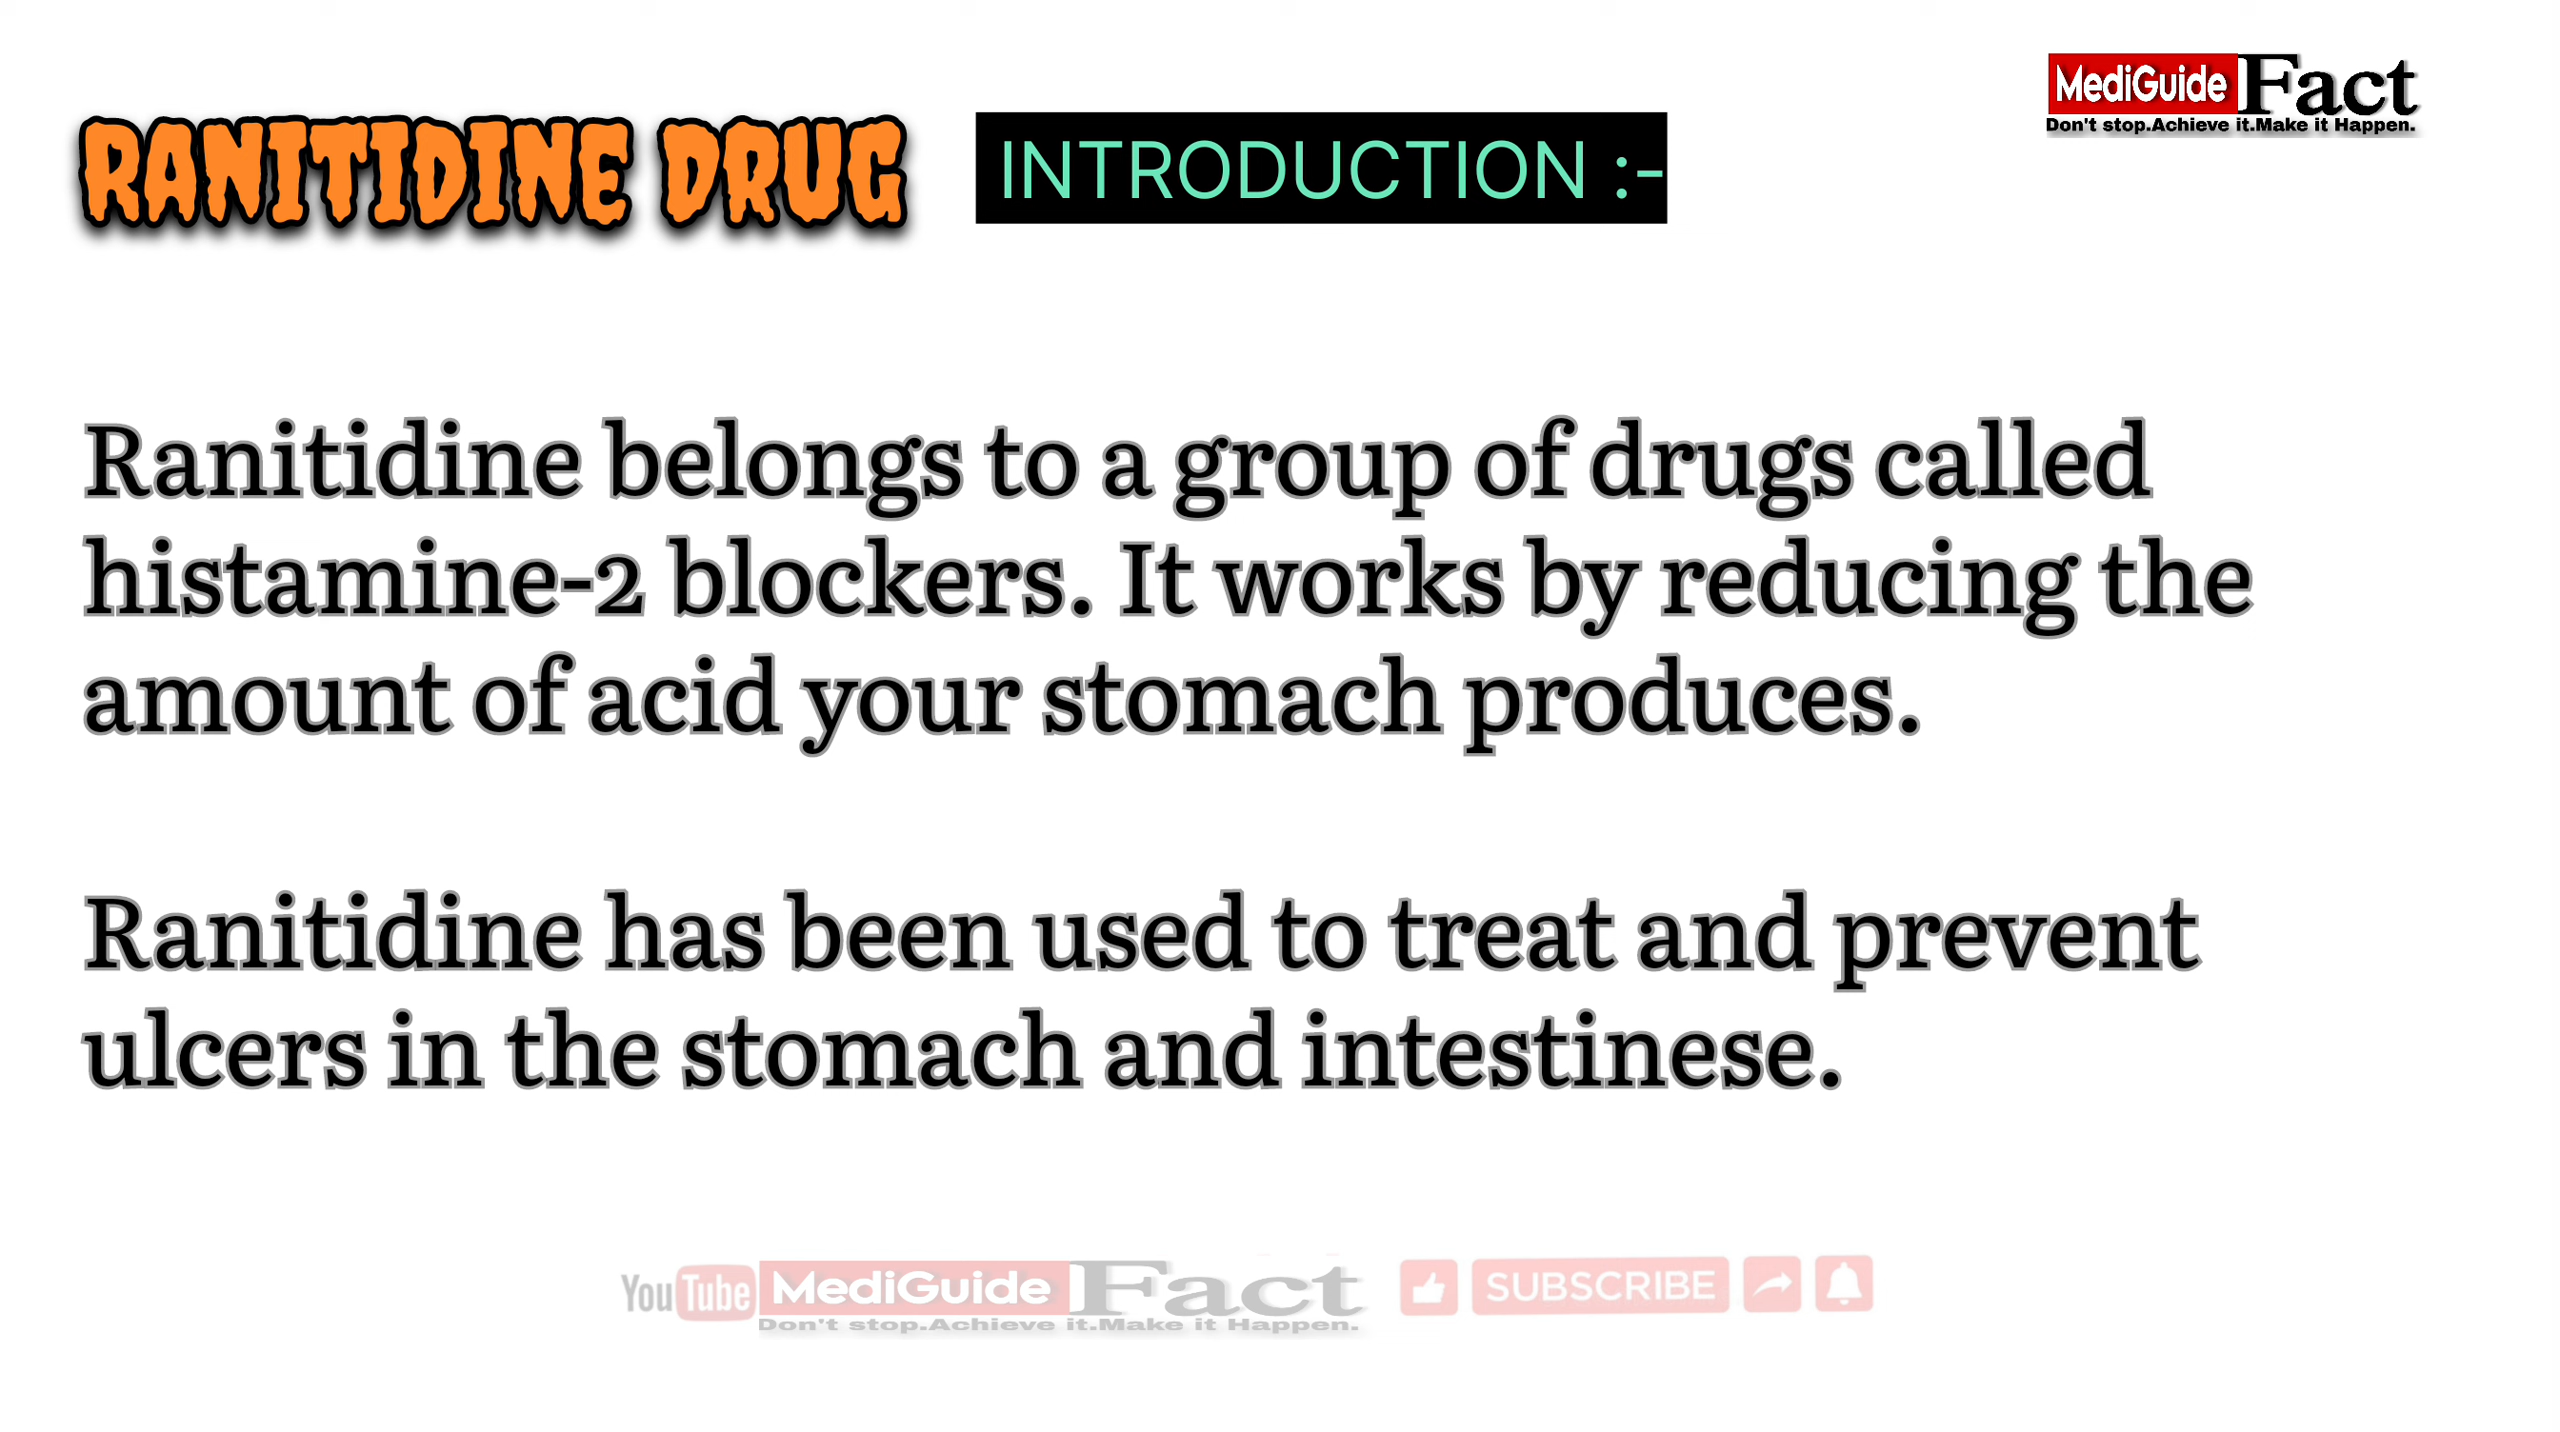 RANITIDINE DRUG INTRODUCTION :-
MediGuide Fact
Don't stop.Achieve it.Make it Happen.
Ranitidine belongs to a group of drugs called
histamine-2 blockers. It works by reducing the
amount of acid your stomach produces.
Ranitidine has been used to treat and prevent
ulcers in the stomach and intestinese.
YouTube MediGuide Fact SUBSCRIBE
Don't stop.Achieve it.Make it Happen.